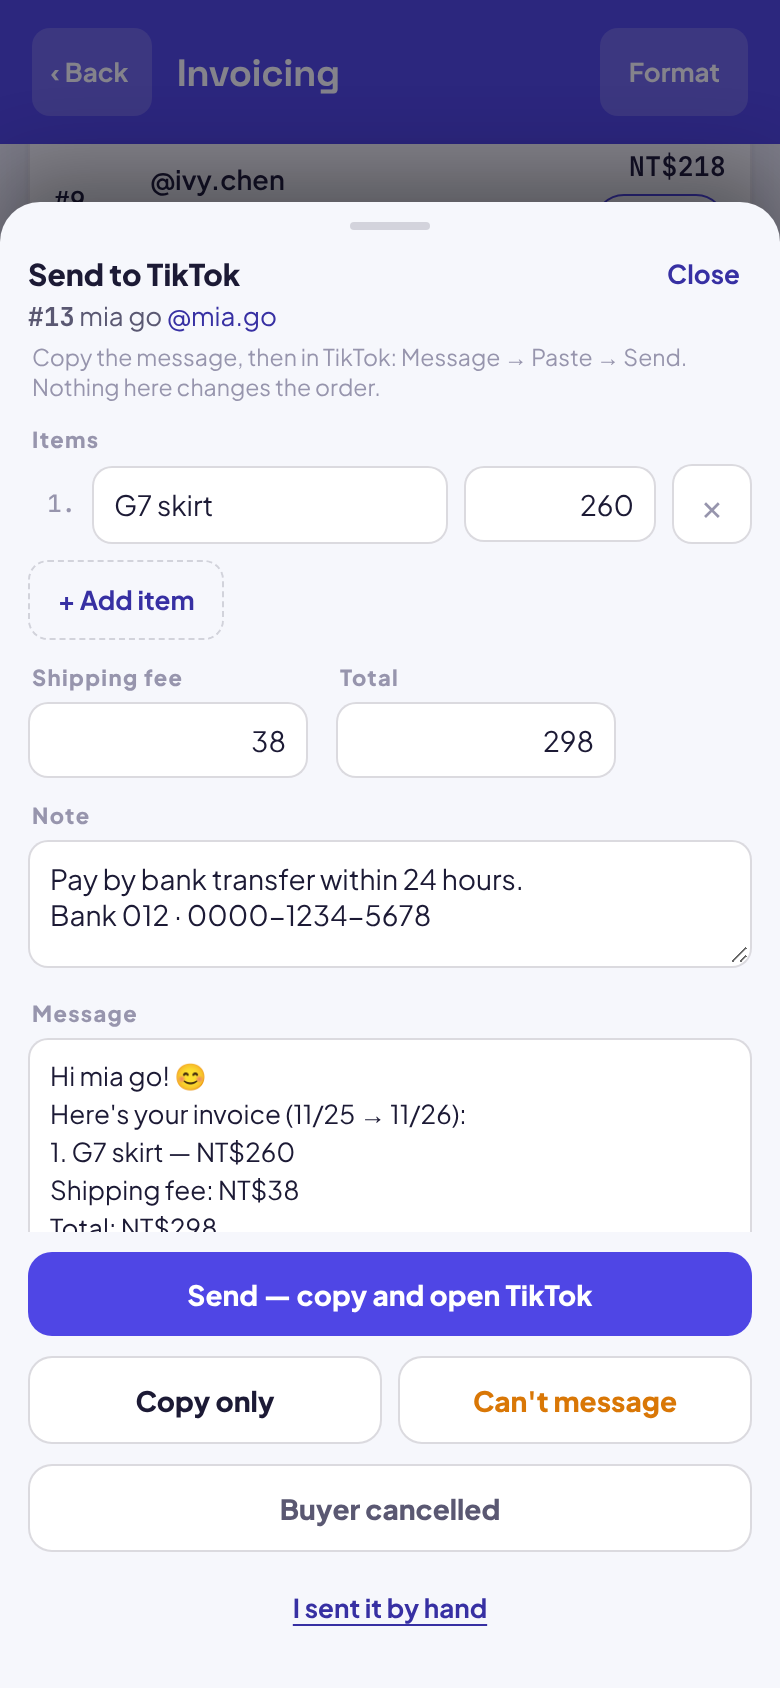 ‹ Back
Invoicing
Format
NT$218
@ivy.chen
#9
Send to TikTok
Close
#13 mia go @mia.go
Copy the message, then in TikTok: Message → Paste → Send.
Nothing here changes the order.
Items
1. G7 skirt 260 ×
+ Add item
Shipping fee
Total
38
298
Note
Pay by bank transfer within 24 hours.
Bank 012 · 0000–1234–5678
Message
Hi mia go! 😊
Here's your invoice (11/25 → 11/26):
1. G7 skirt — NT$260
Shipping fee: NT$38
Total: NT$298
Send — copy and open TikTok
Copy only
Can't message
Buyer cancelled
I sent it by hand